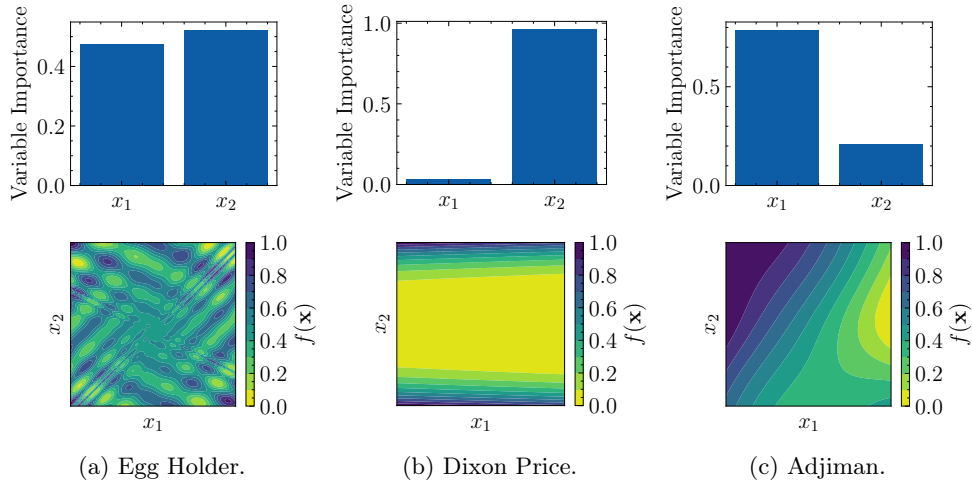 Variable Importance
0.4
0.2
0.0
x₁ x₂
Variable Importance
1.0
0.5
0.0
x₁ x₂
Variable Importance
0.5
0.0
x₁ x₂
x₂
x₁
1.0
0.8
0.6
0.4
0.2
0.0
f(𝐱)
x₂
x₁
1.0
0.8
0.6
0.4
0.2
0.0
f(𝐱)
x₂
x₁
1.0
0.8
0.6
0.4
0.2
0.0
f(𝐱)
(a) Egg Holder.
(b) Dixon Price.
(c) Adjiman.